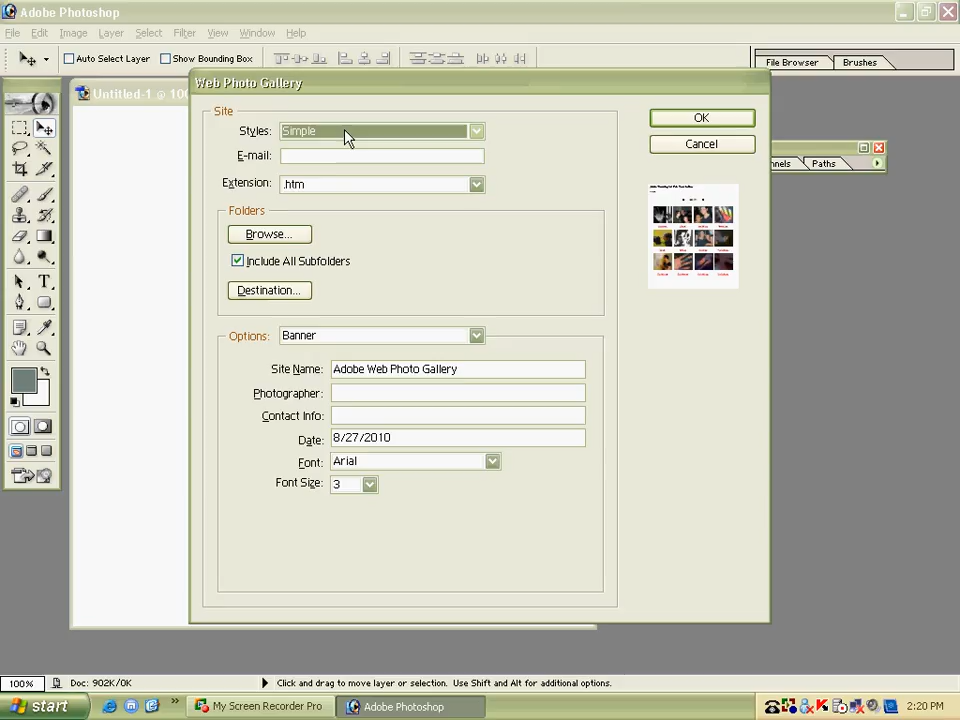 Adobe Photoshop
File Edit Image Layer Select Filter View Window Help
Auto Select Layer Show Bounding Box
File Browser Brushes
Untitled-1 @ 100
Web Photo Gallery
Site
Styles: Simple
OK
E-mail:
Cancel
nnels Paths
Extension: .htm
Folders
Browse...
Include All Subfolders
Destination...
Options: Banner
Site Name: Adobe Web Photo Gallery
Photographer:
Contact Info:
Date: 8/27/2010
Font: Arial
Font Size: 3
100% Doc: 902K/0K Click and drag to move layer or selection. Use Shift and Alt for additional options.
start My Screen Recorder Pro Adobe Photoshop 2:20 PM